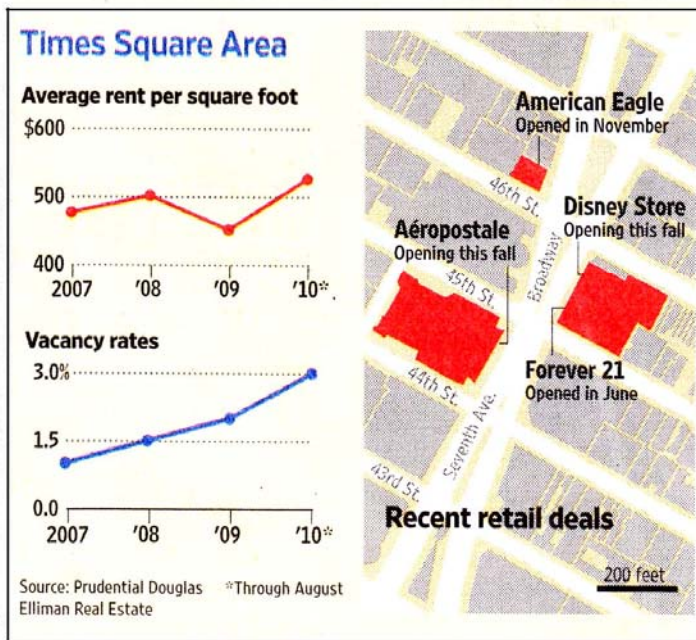 Times Square Area
Average rent per square foot
$600
500
400
2007 '08 '09 '10*
Vacancy rates
3.0%
1.5
0.0
2007 '08 '09 '10*
Source: Prudential Douglas *Through August
Elliman Real Estate
American Eagle
Opened in November
46th St.
Disney Store
Opening this fall
Aéropostale
Opening this fall
Broadway
45th St.
Forever 21
Opened in June
44th St.
Seventh Ave.
43rd St.
Recent retail deals
200 feet